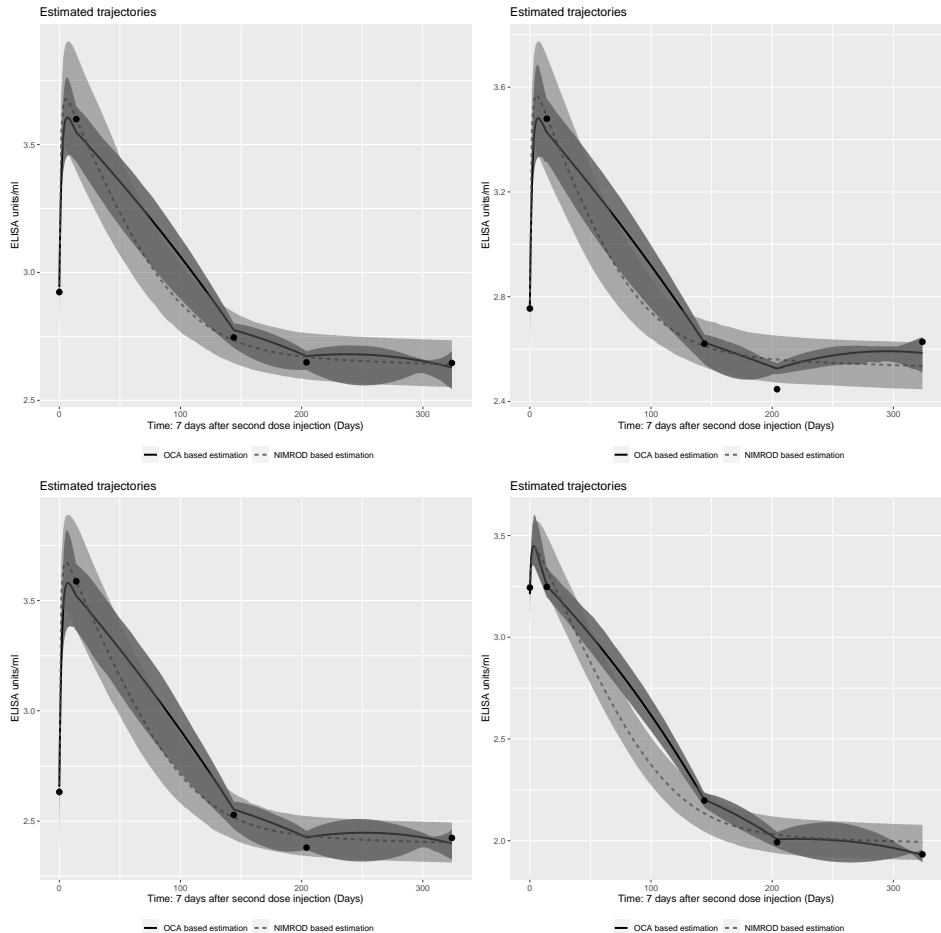 Estimated trajectories
ELISA units/ml
3.5
3.0
2.5
0
100
200
300
Time: 7 days after second dose injection (Days)
OCA based estimation
NIMROD based estimation
Estimated trajectories
ELISA units/ml
3.6
3.2
2.8
2.4
0
100
200
300
Time: 7 days after second dose injection (Days)
OCA based estimation
NIMROD based estimation
Estimated trajectories
ELISA units/ml
3.5
3.0
2.5
0
100
200
300
Time: 7 days after second dose injection (Days)
OCA based estimation
NIMROD based estimation
Estimated trajectories
ELISA units/ml
3.5
3.0
2.5
2.0
0
100
200
300
Time: 7 days after second dose injection (Days)
OCA based estimation
NIMROD based estimation